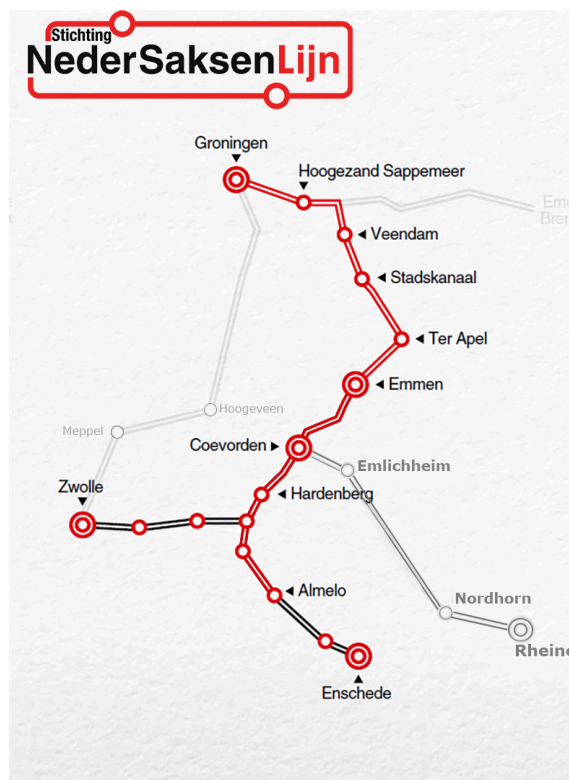 Stichting
NederSaksenLijn
Groningen
Hoogezand Sappemeer
Veendam
Stadskanaal
Ter Apel
Emmen
Hoogeveen
Meppel
Coevorden
Emlichheim
Zwolle
Hardenberg
Almelo
Nordhorn
Rheine
Enschede